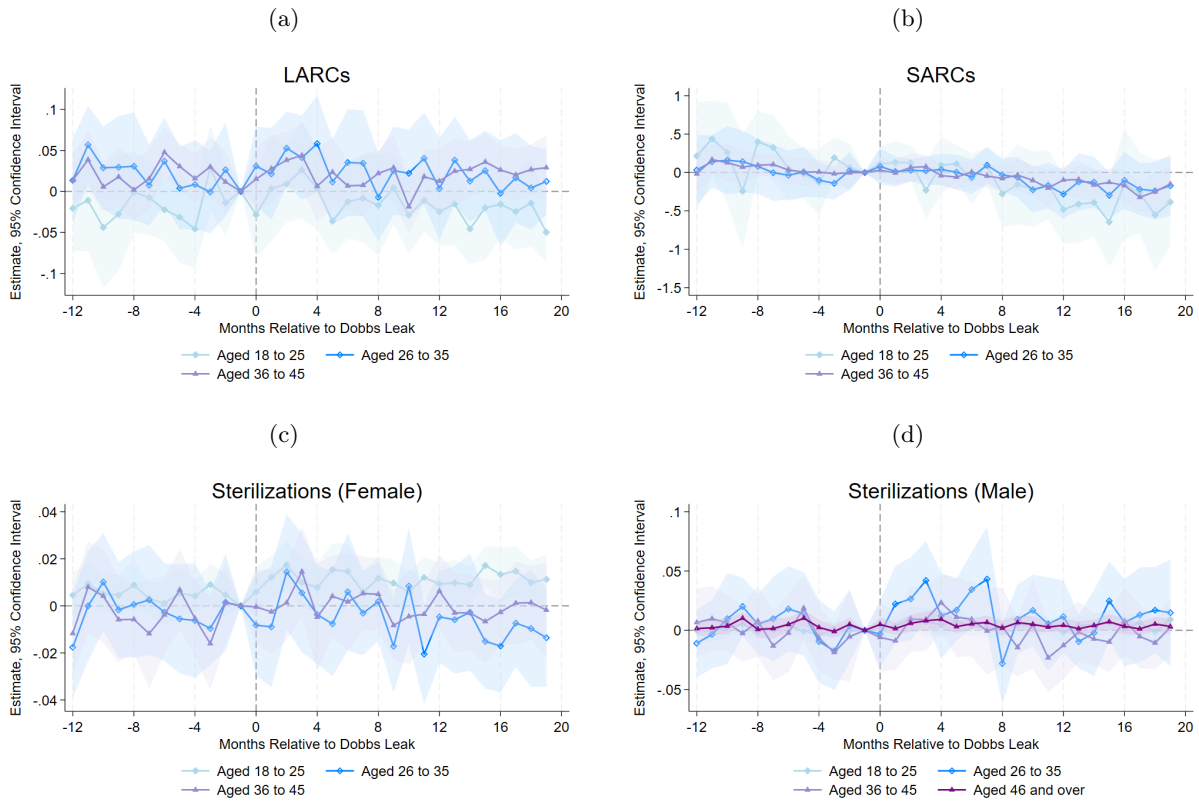 (a)
LARCs
Estimate, 95% Confidence Interval
.1
.05
0
-.05
-.1
-12 -8 -4 0 4 8 12 16 20
Months Relative to Dobbs Leak
Aged 18 to 25 Aged 26 to 35
Aged 36 to 45
(b)
SARCs
Estimate, 95% Confidence Interval
1
.5
0
-.5
-1
-1.5
-12 -8 -4 0 4 8 12 16 20
Months Relative to Dobbs Leak
Aged 18 to 25 Aged 26 to 35
Aged 36 to 45
(c)
Sterilizations (Female)
Estimate, 95% Confidence Interval
.04
.02
0
-.02
-.04
-12 -8 -4 0 4 8 12 16 20
Months Relative to Dobbs Leak
Aged 18 to 25 Aged 26 to 35
Aged 36 to 45
(d)
Sterilizations (Male)
Estimate, 95% Confidence Interval
.1
.05
0
-.05
-12 -8 -4 0 4 8 12 16 20
Months Relative to Dobbs Leak
Aged 18 to 25 Aged 26 to 35
Aged 36 to 45 Aged 46 and over